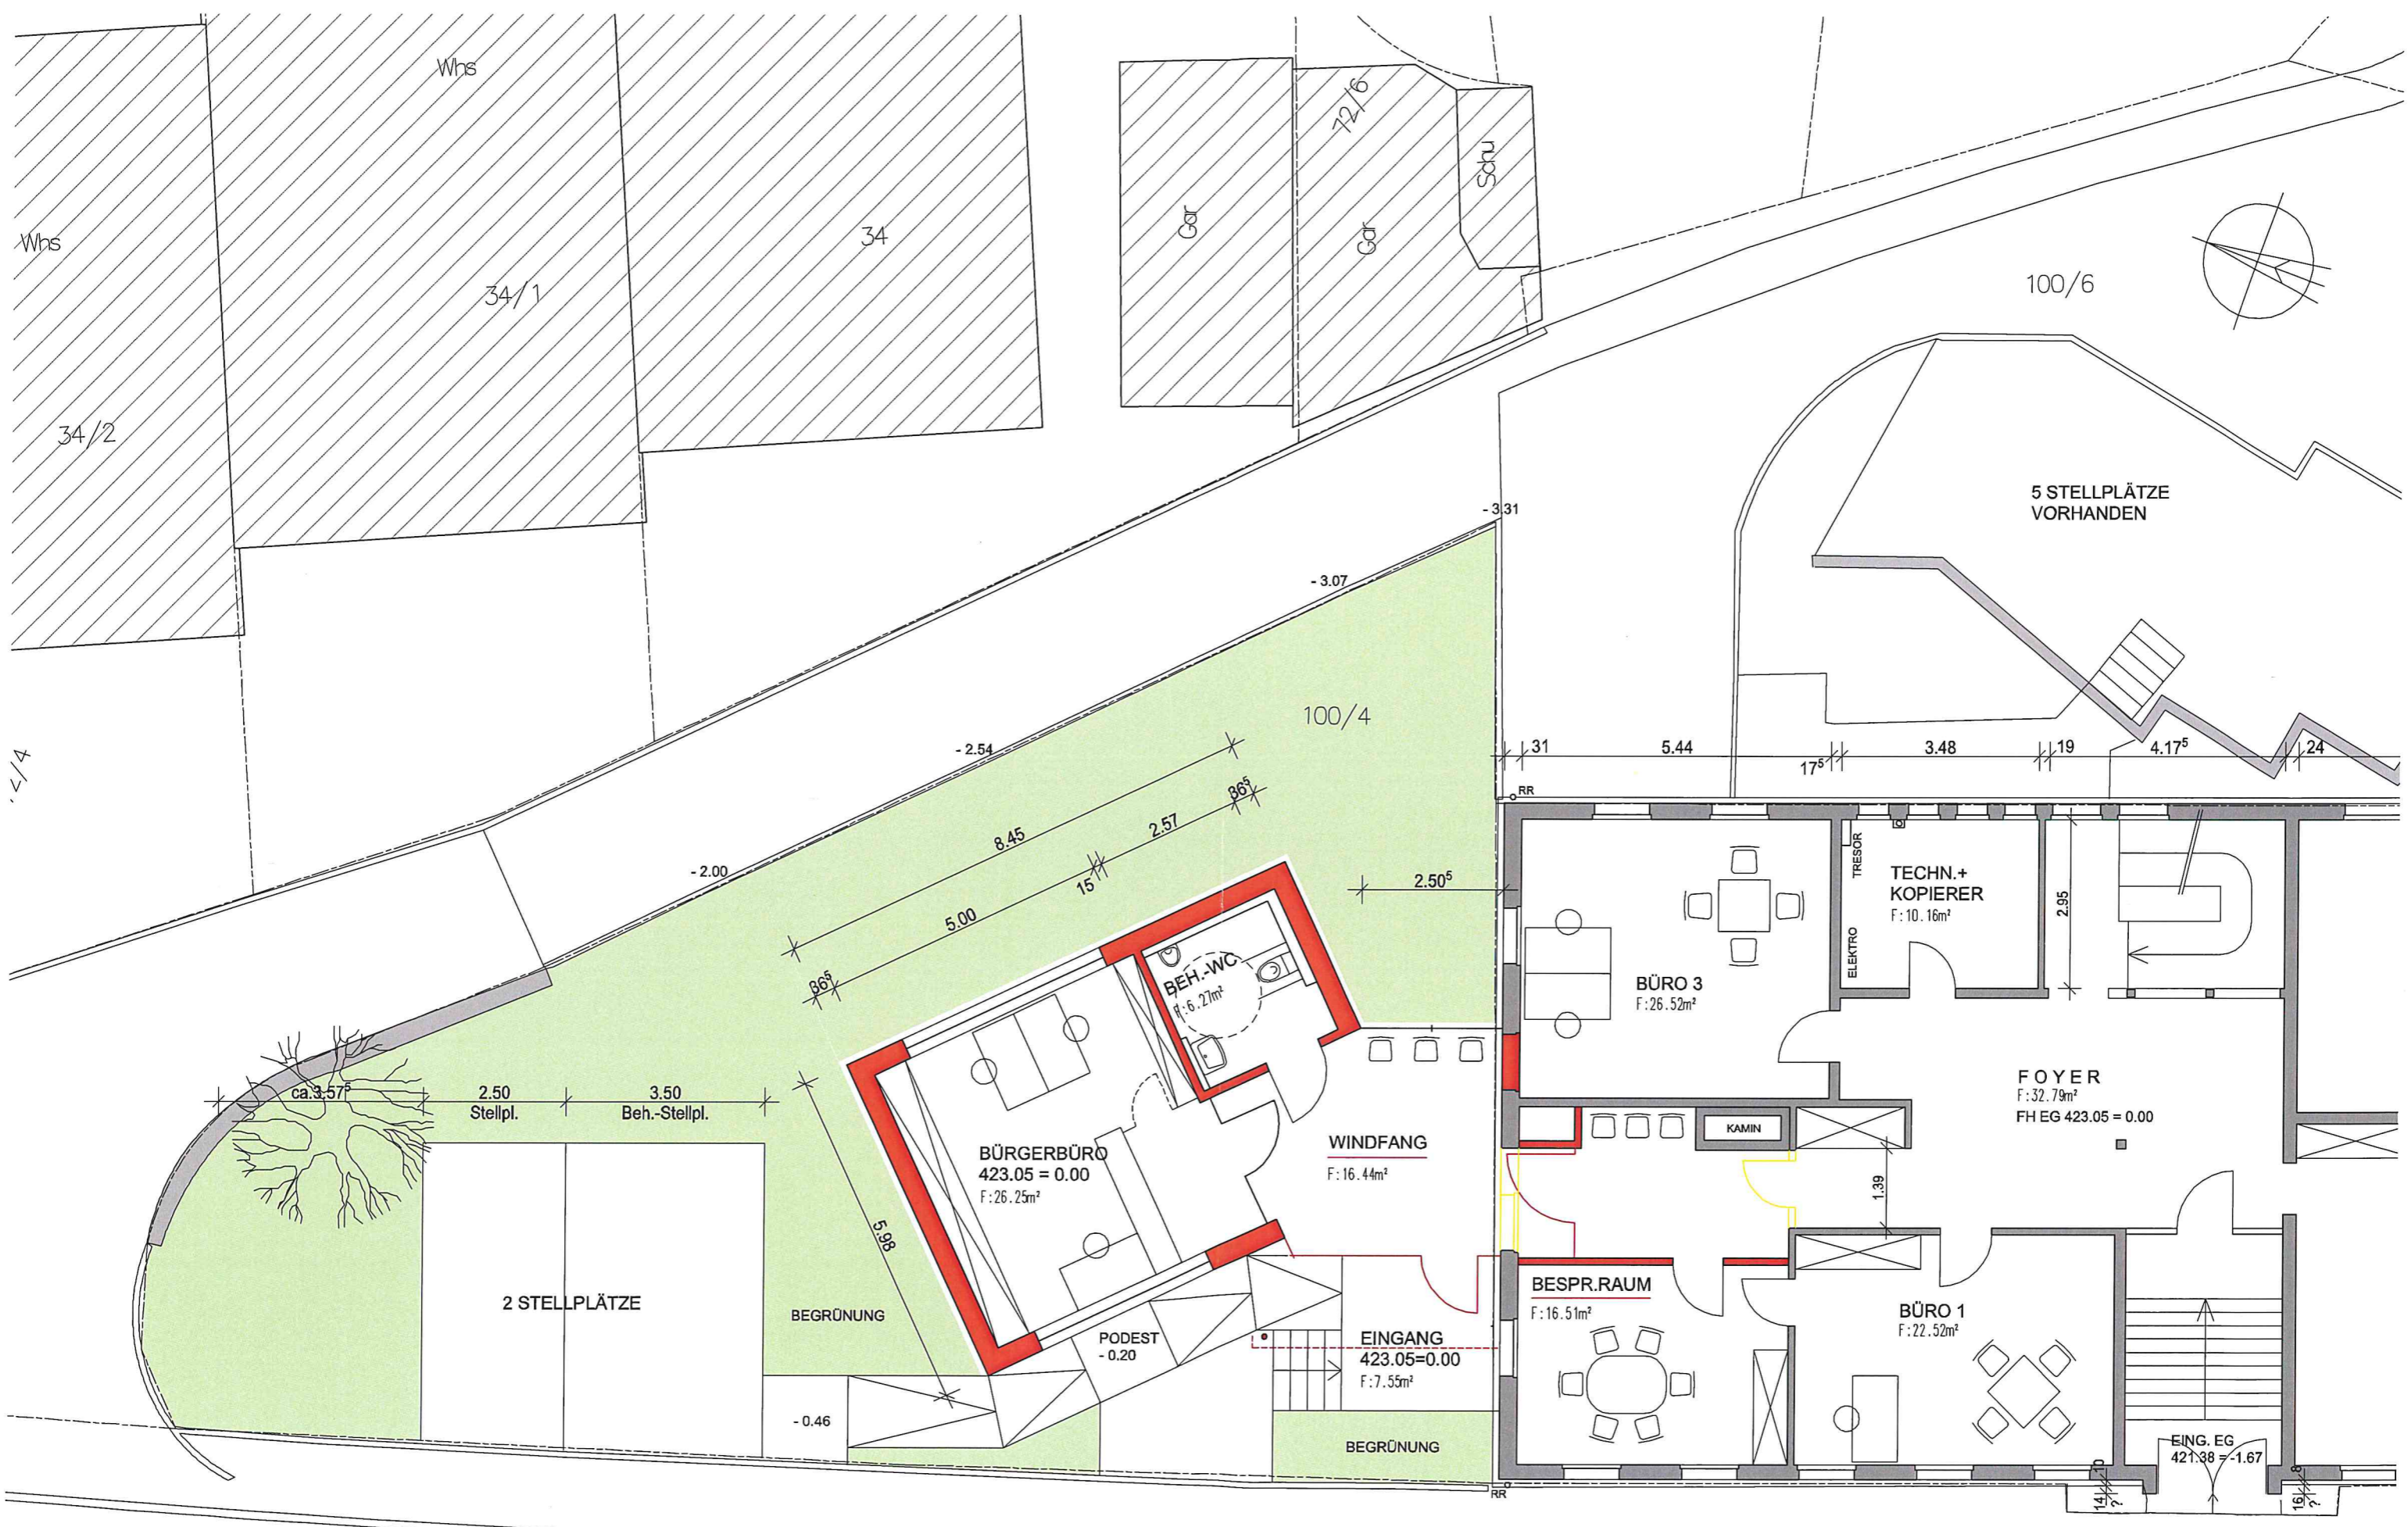 Whs
Whs
34/1
34
34/2
Gar
12/6
Gar
Schu
100/6
5 STELLPLÄTZE
VORHANDEN
- 3.31
- 3.07
- 2.54
- 2.00
100/4
8.45
36⁵
2.57
15
5.00
36⁵
2.50⁵
31
5.44
17⁵
3.48
19
4.17⁵
24
RR
TRESOR
ELEKTRO
TECHN.+
KOPIERER
F:10.16m²
2.95
BÜRO 3
F:26.52m²
BEH.-WC
F:6.27m²
ca.3.57⁵
2.50
Stellpl.
3.50
Beh.-Stellpl.
5.98
BÜRGERBÜRO
423.05 = 0.00
F:26.25m²
WINDFANG
F:16.44m²
KAMIN
FOYER
F:32.79m²
FH EG 423.05 = 0.00
1.39
2 STELLPLÄTZE
BEGRÜNUNG
PODEST
- 0.20
- 0.46
EINGANG
423.05=0.00
F:7.55m²
BEGRÜNUNG
BESPR.RAUM
F:16.51m²
BÜRO 1
F:22.52m²
EING. EG
421.38 = -1.67
RR
14
?
10
16
?
8